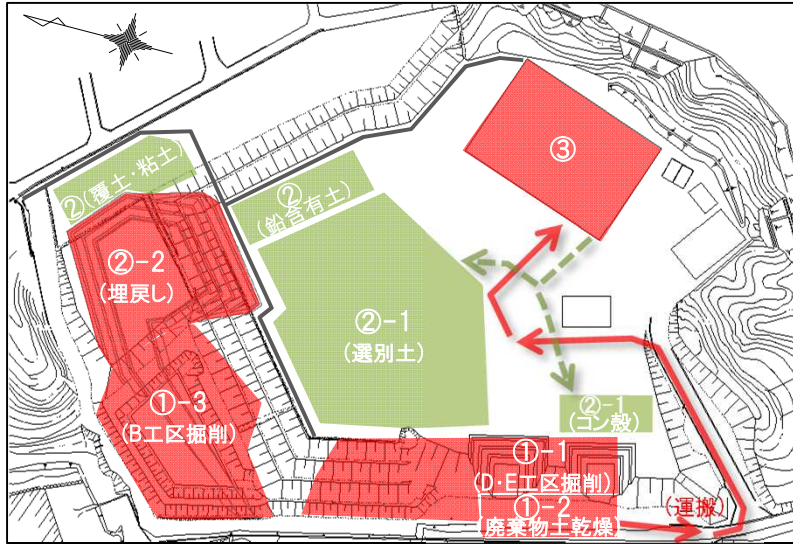 ③
②(覆土・粘土)
②
(鉛含有土)
②-2
(埋戻し)
②-1
(選別土)
①-3
(B工区掘削)
②-1
(コン殻)
①-1
(D・E工区掘削)
①-2
(廃棄物土乾燥)
(運搬)